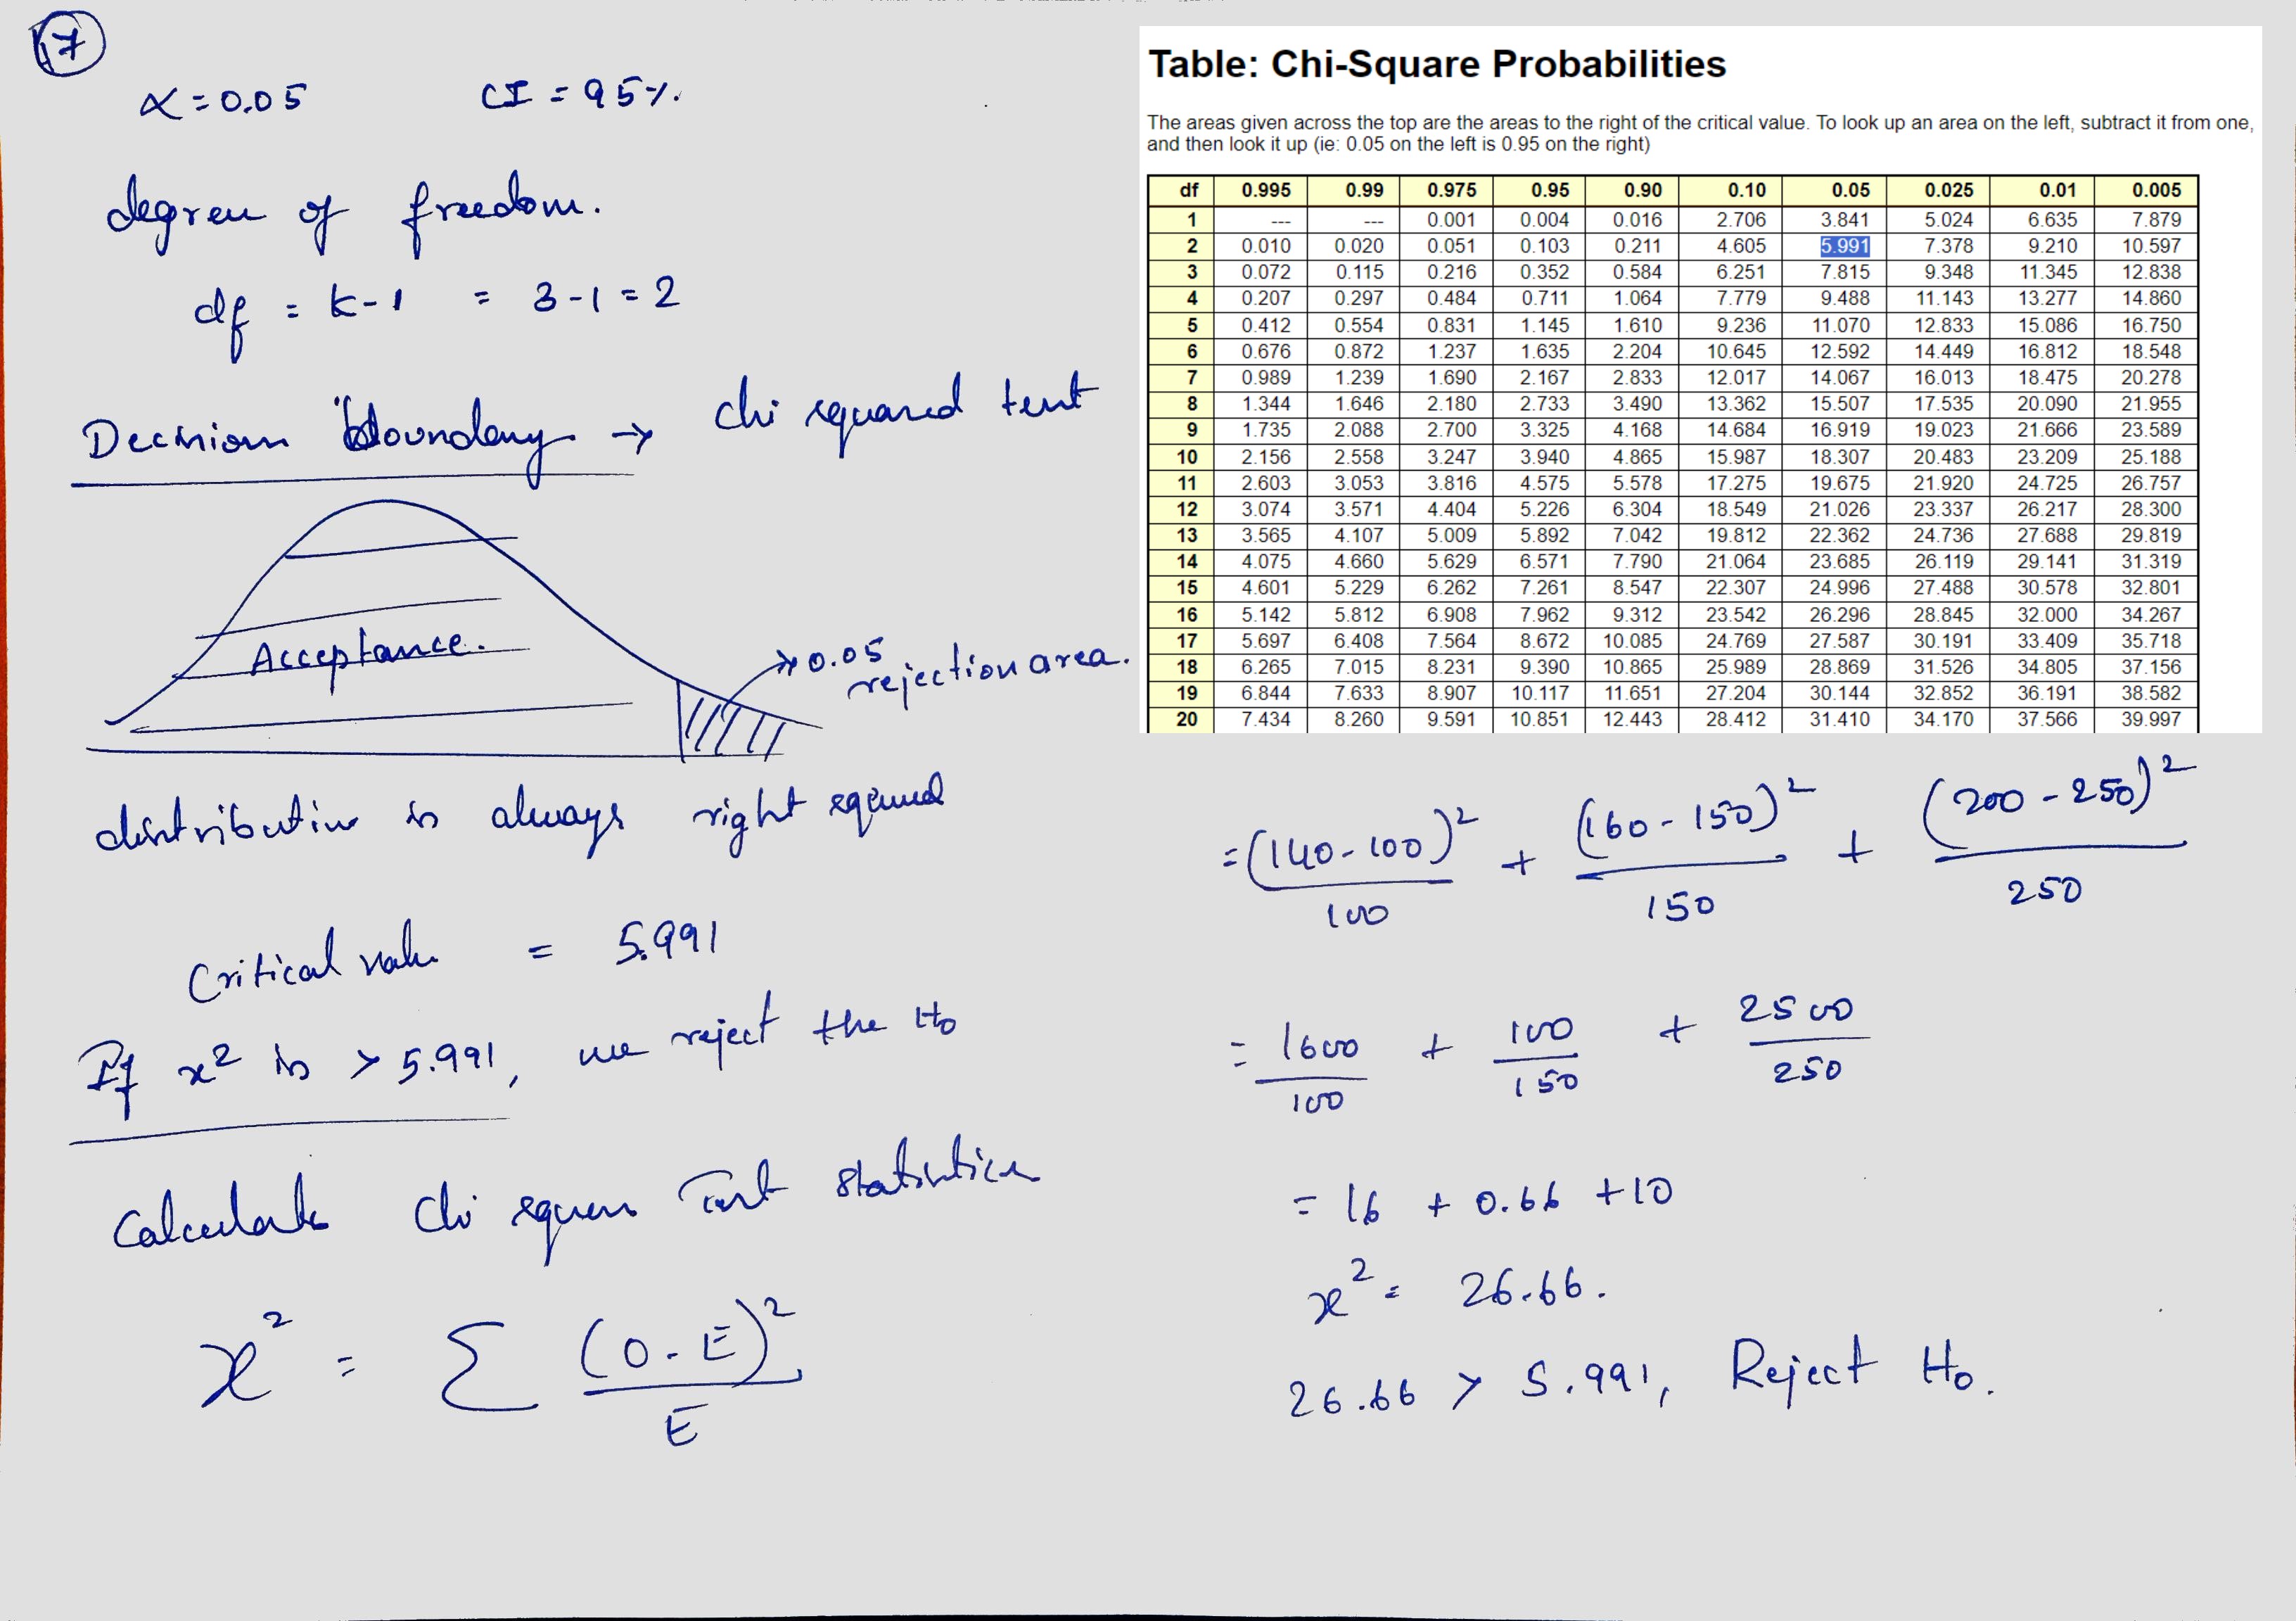 17
α = 0.05 CI = 95%.
degree of freedom.
df = k-1 = 3-1 = 2
Decision boundary → chi squared test
Acceptance.
→ 0.05
rejection area.
distribution is always right
Critical value = 5.991
If x² is > 5.991, we reject the H₀
Calculate Chi square Test Statistics
x² = Σ (O-E)² / E
Table: Chi-Square Probabilities
The areas given across the top are the areas to the right of the critical value. To look up an area on the left, subtract it from one,
and then look it up (ie: 0.05 on the left is 0.95 on the right)
df 0.995 0.99 0.975 0.95 0.90 0.10 0.05 0.025 0.01 0.005
1 --- --- 0.001 0.004 0.016 2.706 3.841 5.024 6.635 7.879
2 0.010 0.020 0.051 0.103 0.211 4.605 5.991 7.378 9.210 10.597
3 0.072 0.115 0.216 0.352 0.584 6.251 7.815 9.348 11.345 12.838
4 0.207 0.297 0.484 0.711 1.064 7.779 9.488 11.143 13.277 14.860
5 0.412 0.554 0.831 1.145 1.610 9.236 11.070 12.833 15.086 16.750
6 0.676 0.872 1.237 1.635 2.204 10.645 12.592 14.449 16.812 18.548
7 0.989 1.239 1.690 2.167 2.833 12.017 14.067 16.013 18.475 20.278
8 1.344 1.646 2.180 2.733 3.490 13.362 15.507 17.535 20.090 21.955
9 1.735 2.088 2.700 3.325 4.168 14.684 16.919 19.023 21.666 23.589
10 2.156 2.558 3.247 3.940 4.865 15.987 18.307 20.483 23.209 25.188
11 2.603 3.053 3.816 4.575 5.578 17.275 19.675 21.920 24.725 26.757
12 3.074 3.571 4.404 5.226 6.304 18.549 21.026 23.337 26.217 28.300
13 3.565 4.107 5.009 5.892 7.042 19.812 22.362 24.736 27.688 29.819
14 4.075 4.660 5.629 6.571 7.790 21.064 23.685 26.119 29.141 31.319
15 4.601 5.229 6.262 7.261 8.547 22.307 24.996 27.488 30.578 32.801
16 5.142 5.812 6.908 7.962 9.312 23.542 26.296 28.845 32.000 34.267
17 5.697 6.408 7.564 8.672 10.085 24.769 27.587 30.191 33.409 35.718
18 6.265 7.015 8.231 9.390 10.865 25.989 28.869 31.526 34.805 37.156
19 6.844 7.633 8.907 10.117 11.651 27.204 30.144 32.852 36.191 38.582
20 7.434 8.260 9.591 10.851 12.443 28.412 31.410 34.170 37.566 39.997
= (140-100)² / 100 + (160-150)² / 150 + (200-250)² / 250
= 1600 / 100 + 100 / 150 + 2500 / 250
= 16 + 0.66 + 10
x² = 26.66.
26.66 > 5.991, Reject H₀.